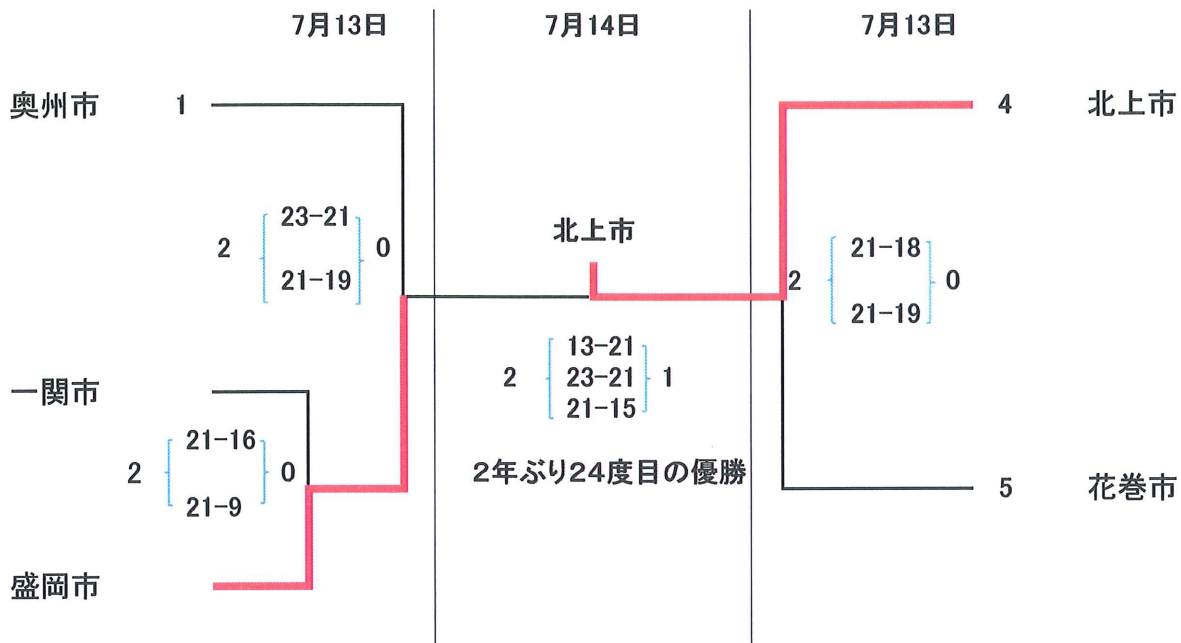 7月13日 7月14日 7月13日
奥州市 1 4 北上市
23-21
2 0
21-19
北上市
21-18
2 0
21-19
13-21
2 23-21 1
21-15
一関市
21-16
2 0
21-9
2年ぶり24度目の優勝
5 花巻市
盛岡市